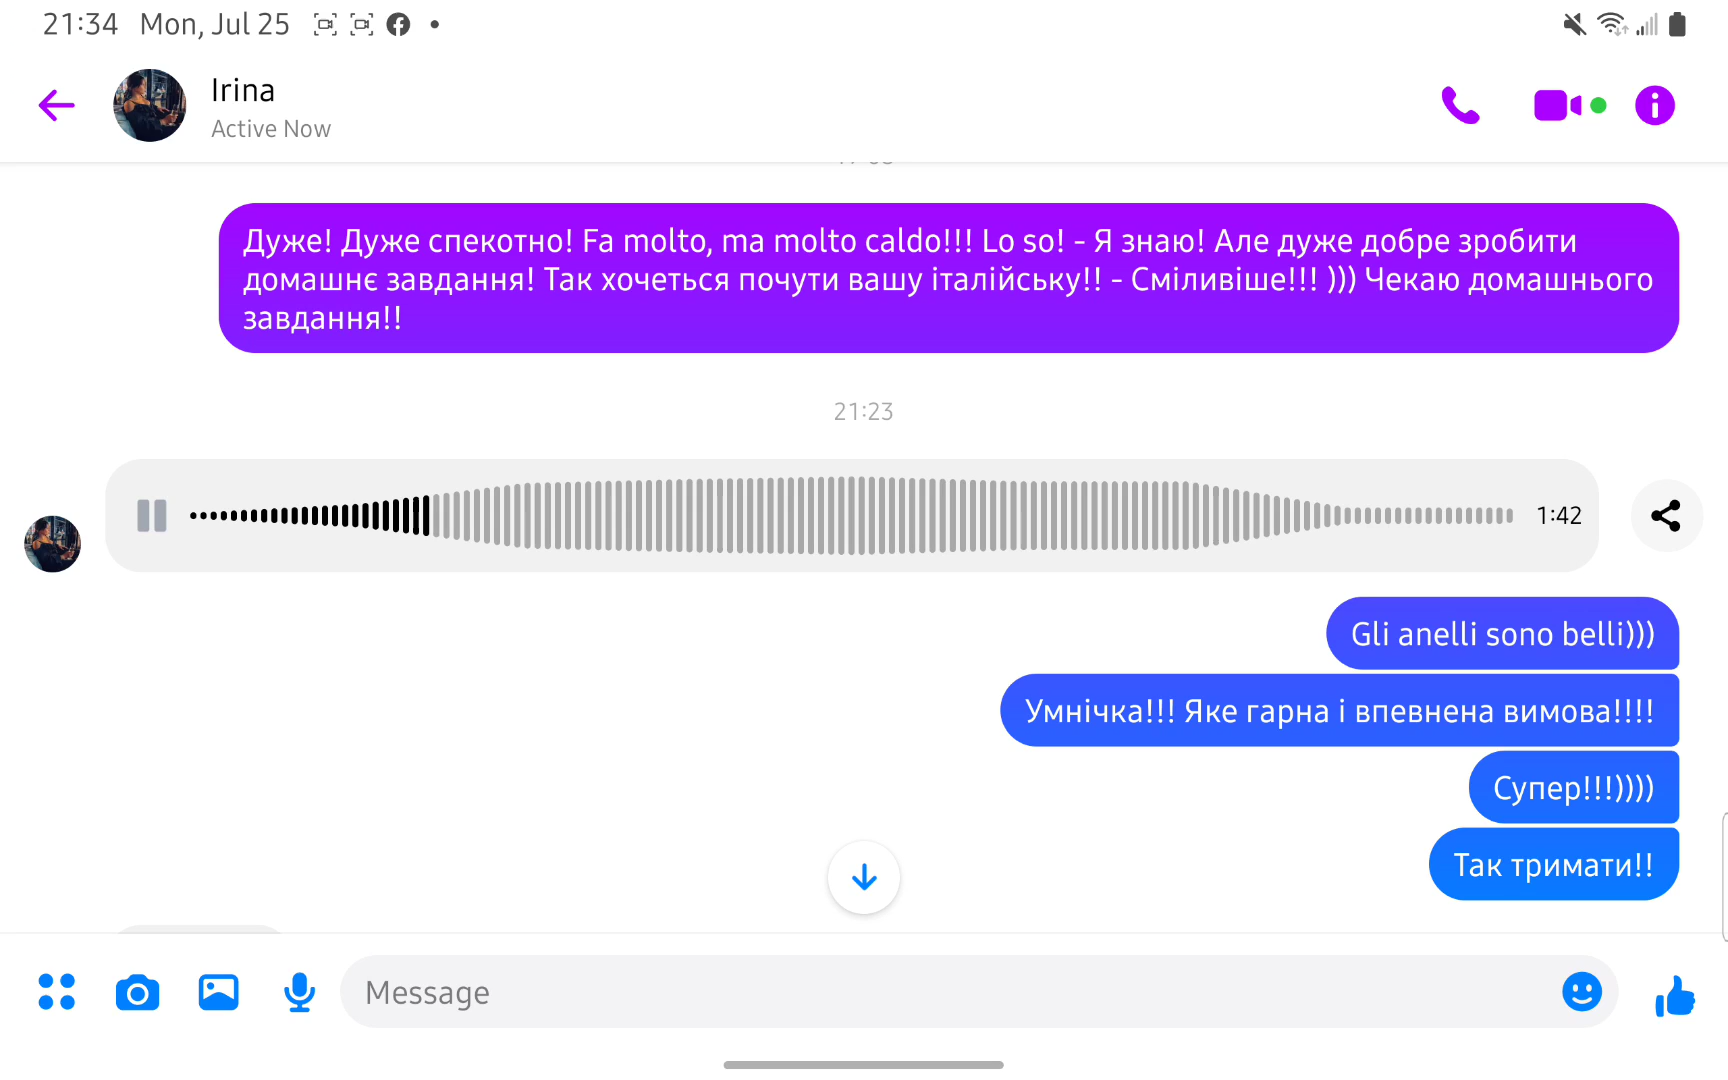 21:34 Mon, Jul 25
Irina
Active Now
Дуже! Дуже спекотно! Fa molto, ma molto caldo!!! Lo so! - Я знаю! Але дуже добре зробити
домашнє завдання! Так хочеться почути вашу італійську!! - Сміливіше!!! ))) Чекаю домашнього
завдання!!
21:23
1:42
Gli anelli sono belli)))
Умнічка!!! Яке гарна і впевнена вимова!!!!
Супер!!!))))
Так тримати!!
Message